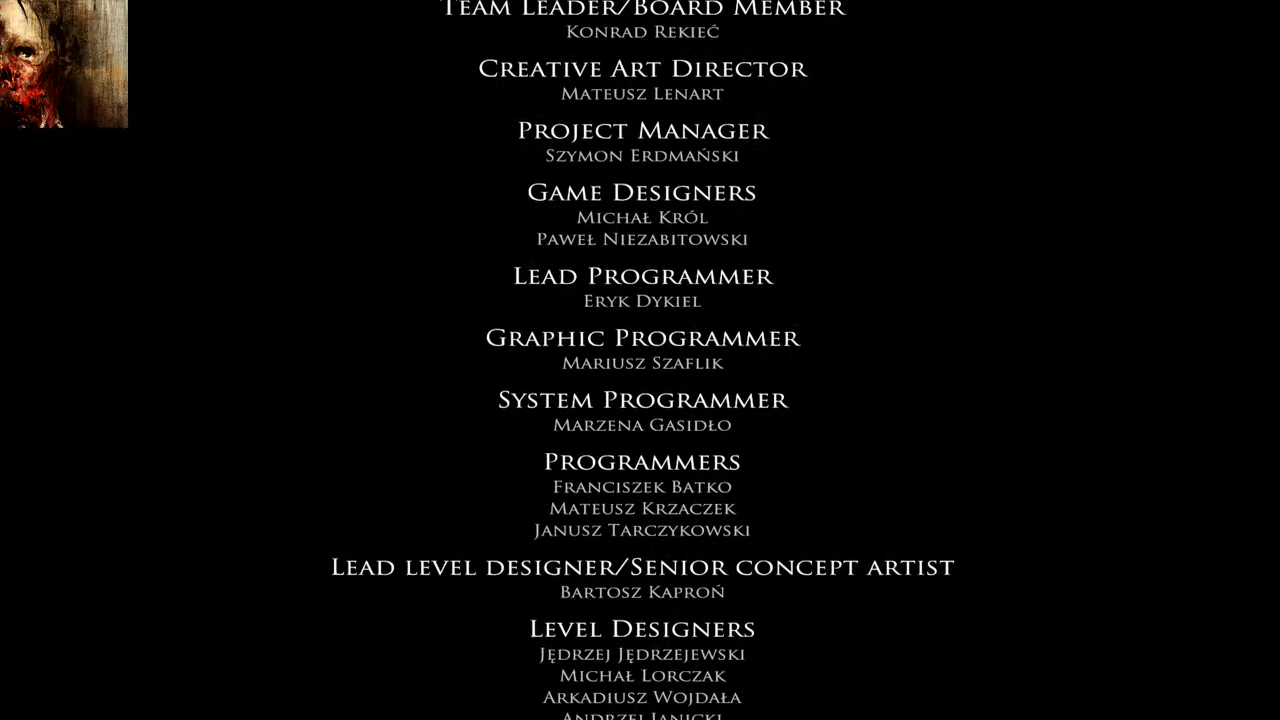 TEAM LEADER/BOARD MEMBER
KONRAD REKIEĆ
CREATIVE ART DIRECTOR
MATEUSZ LENART
PROJECT MANAGER
SZYMON ERDMAŃSKI
GAME DESIGNERS
MICHAŁ KRÓL
PAWEŁ NIEZABITOWSKI
LEAD PROGRAMMER
ERYK DYKIEL
GRAPHIC PROGRAMMER
MARIUSZ SZAFLIK
SYSTEM PROGRAMMER
MARZENA GASIDŁO
PROGRAMMERS
FRANCISZEK BATKO
MATEUSZ KRZACZEK
JANUSZ TARCZYKOWSKI
LEAD LEVEL DESIGNER/SENIOR CONCEPT ARTIST
BARTOSZ KAPROŃ
LEVEL DESIGNERS
JĘDRZEJ JĘDRZEJEWSKI
MICHAŁ LORCZAK
ARKADIUSZ WOJDAŁA
ANDRZEJ JANICKI